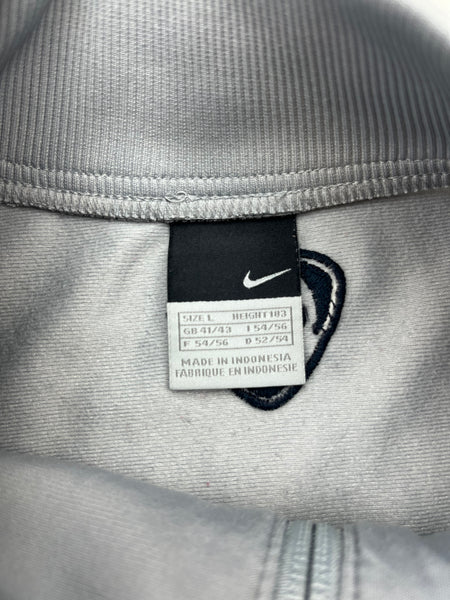 SIZE L HEIGHT 183
GB 41/43 I 54/56
F 54/56 D 52/54
MADE IN INDONESIA
FABRIQUE EN INDONESIE